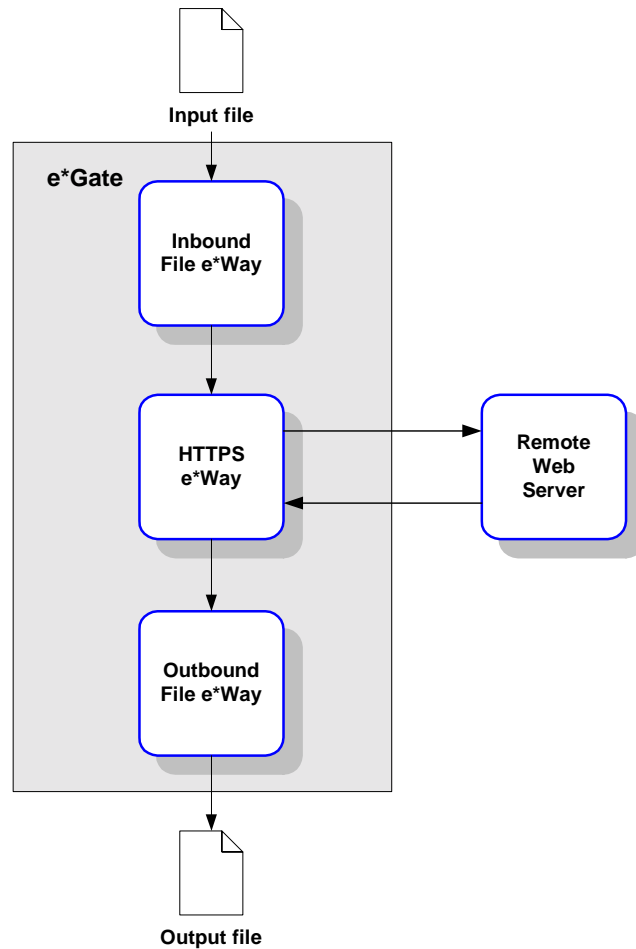 Input file
e*Gate
Inbound
File e*Way
HTTPS
e*Way
Remote
Web
Server
Outbound
File e*Way
Output file